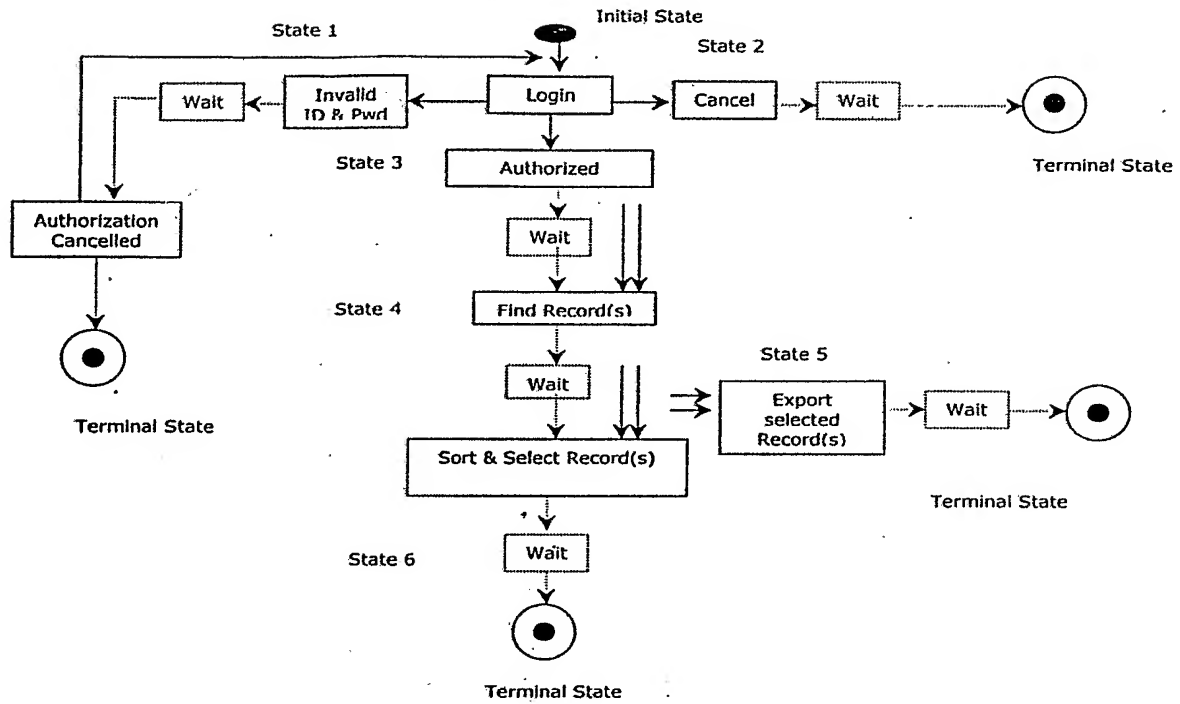 Initial State
State 1
State 2
Wait
Invalid
ID & Pwd
Login
Cancel
Wait
Terminal State
State 3
Authorized
Authorization
Cancelled
Wait
State 4
Find Record(s)
Terminal State
Wait
State 5
Export
selected
Record(s)
Wait
Sort & Select Record(s)
Terminal State
State 6
Wait
Terminal State